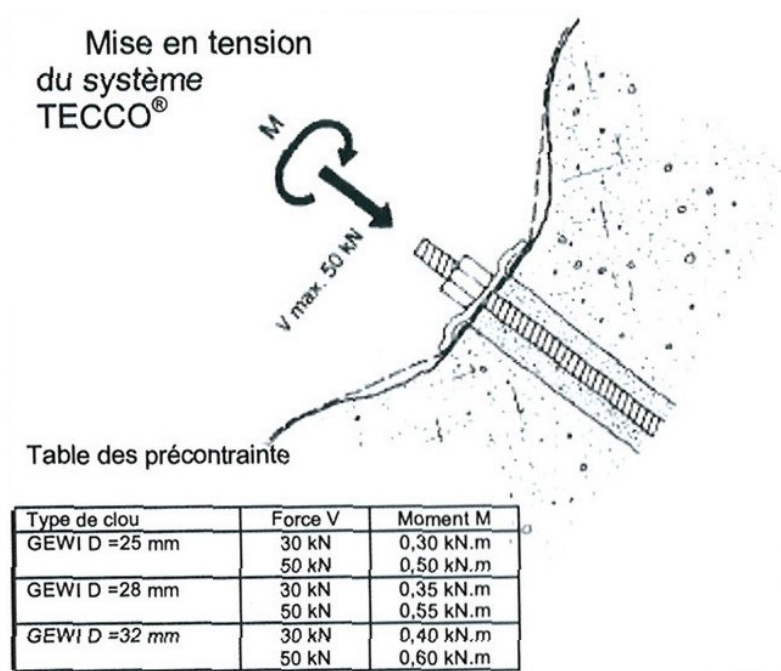 Mise en tension
du système
TECCO®
M
V max. 50 kN
Table des précontrainte
Type de clou Force V Moment M
GEWI D =25 mm 30 kN 0,30 kN.m
50 kN 0,50 kN.m
GEWI D =28 mm 30 kN 0,35 kN.m
50 kN 0,55 kN.m
GEWI D =32 mm 30 kN 0,40 kN.m
50 kN 0,60 kN.m